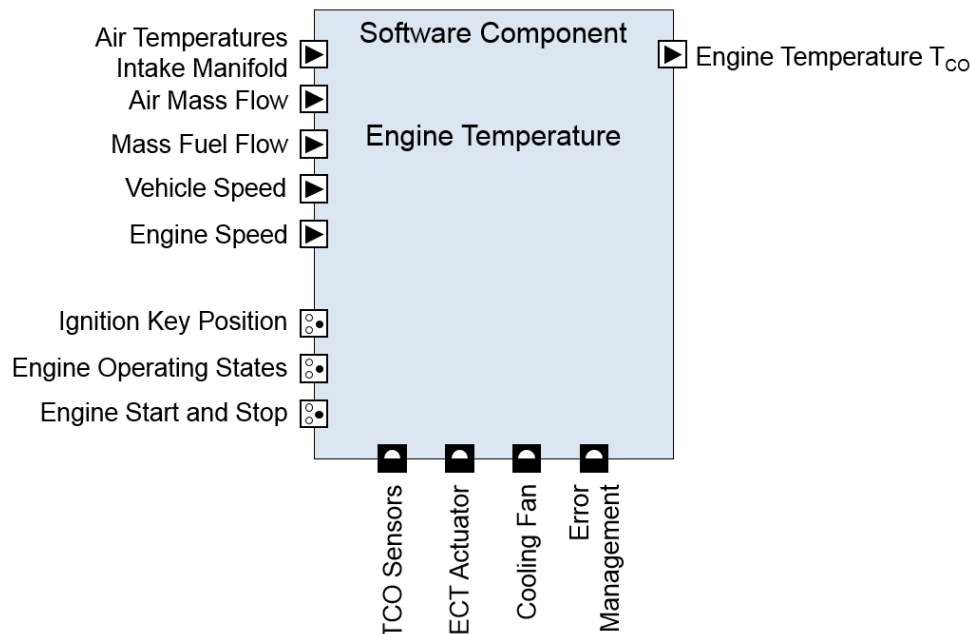 Software Component
Engine Temperature
Air Temperatures
Intake Manifold
Air Mass Flow
Mass Fuel Flow
Vehicle Speed
Engine Speed
Ignition Key Position
Engine Operating States
Engine Start and Stop
Engine Temperature T_CO
TCO Sensors
ECT Actuator
Cooling Fan
Error
Management